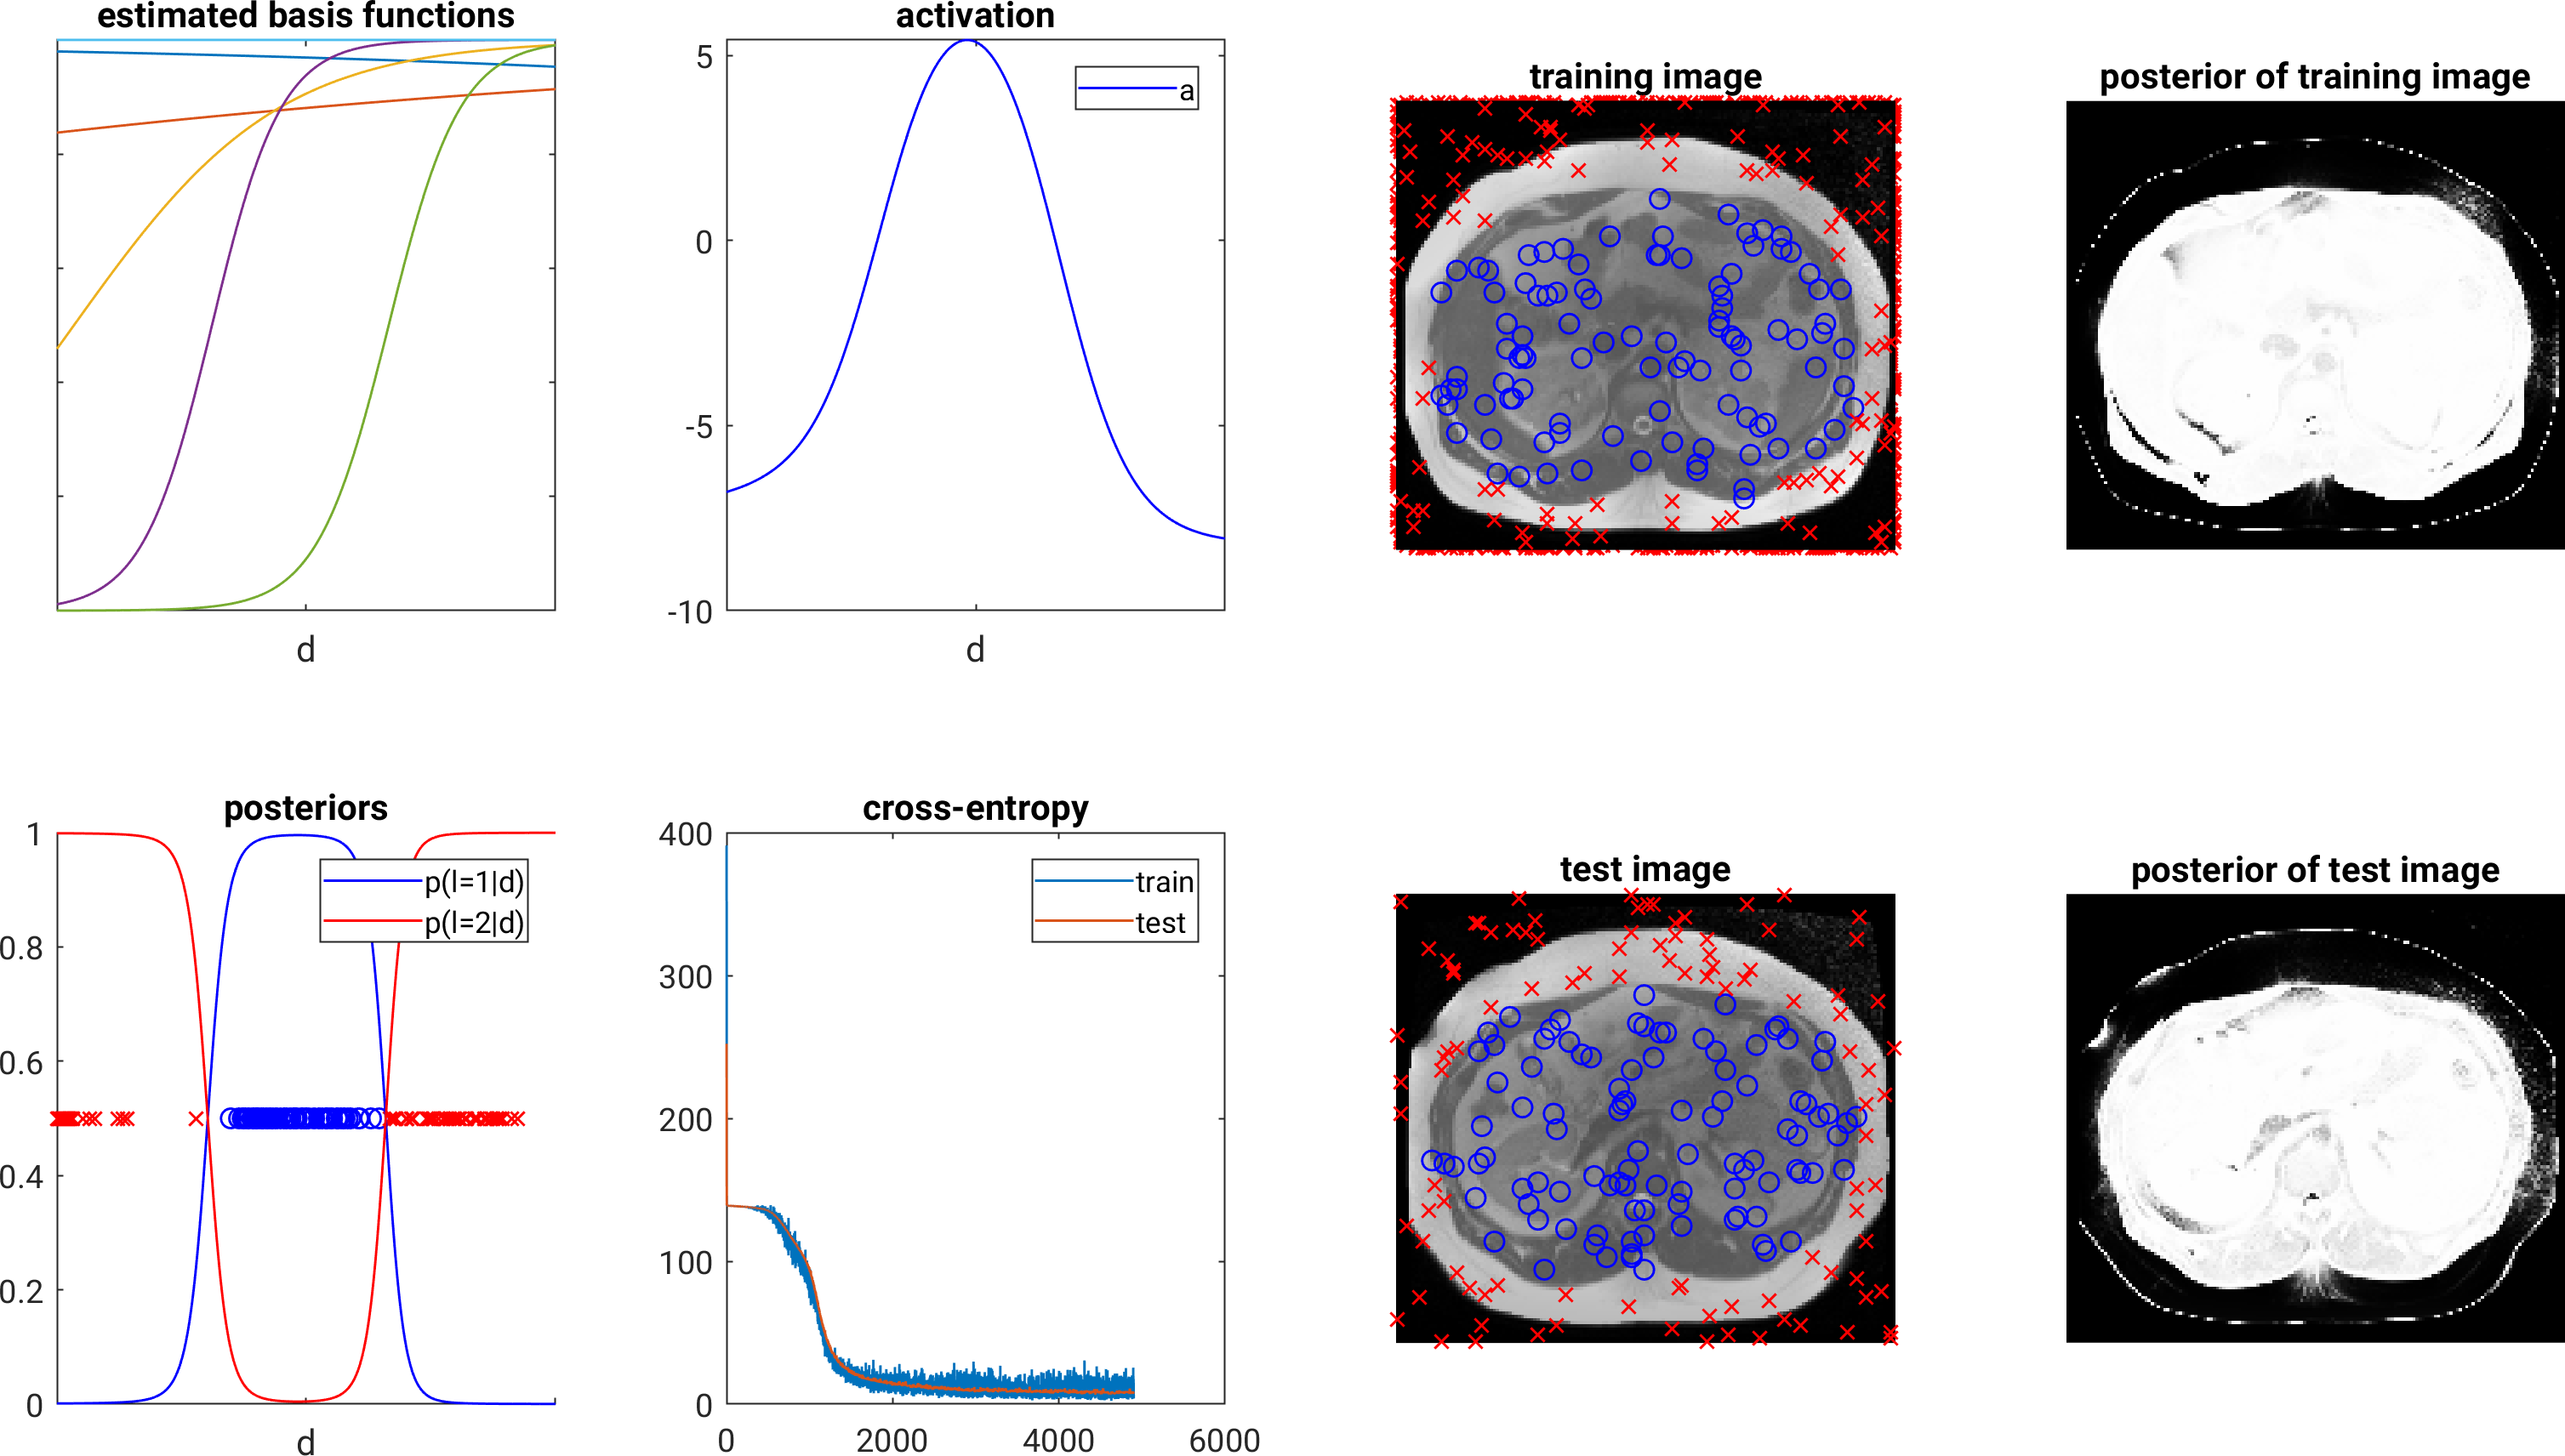 estimated basis functions
d
activation
5
0
-5
-10
a
d
training image
posterior of training image
posteriors
1
0.8
0.6
0.4
0.2
0
p(l=1|d)
p(l=2|d)
d
cross-entropy
400
300
200
100
0
train
test
0 2000 4000 6000
test image
posterior of test image